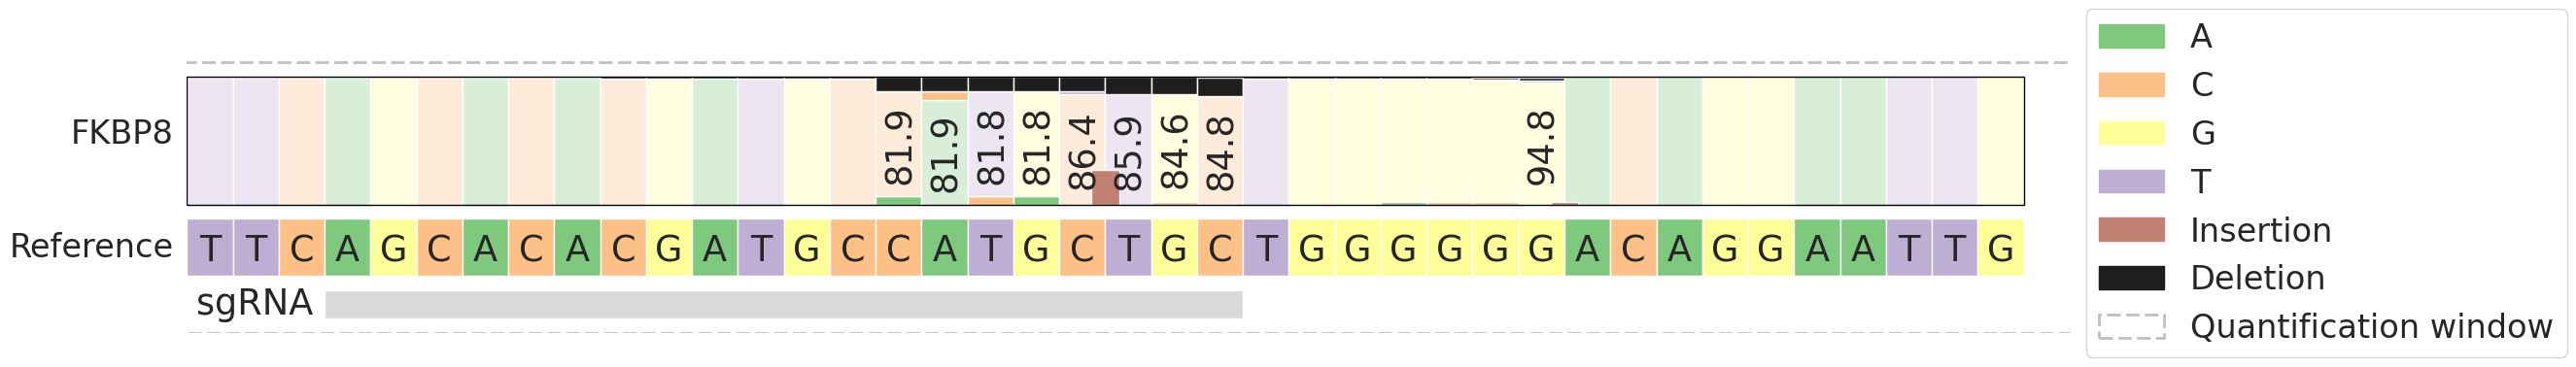 FKBP8
81.9 81.9 81.8 81.8 86.4 85.9 84.6 84.8 94.8
Reference T T C A G C A C A C G A T G C C A T G C T G C T G G G G G G A C A G G A A T T G
sgRNA
A
C
G
T
Insertion
Deletion
Quantification window